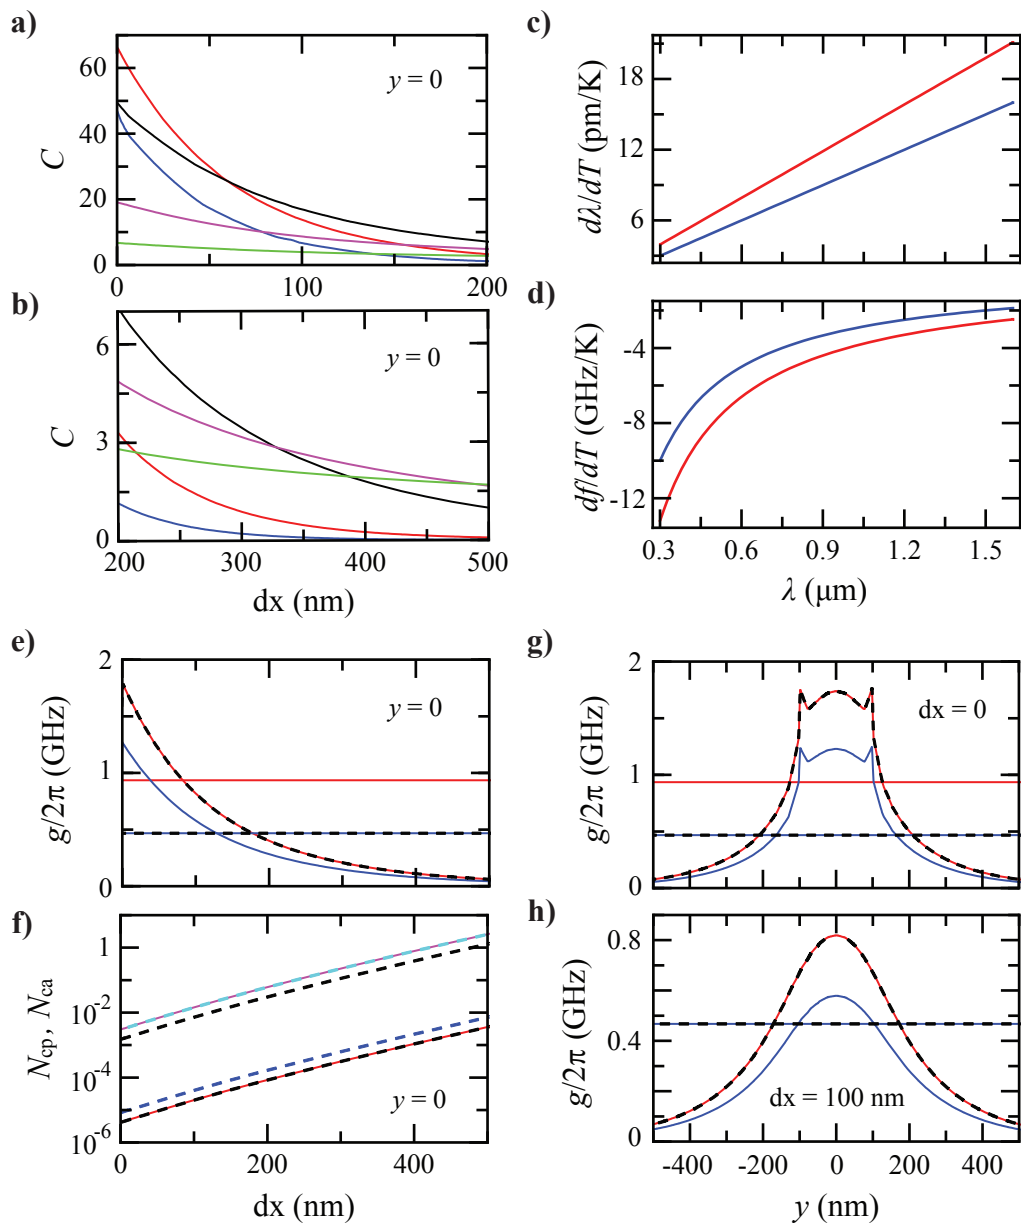 a)
60
40
20
0
C
y = 0
0 100 200
b)
6
3
0
C
y = 0
200 300 400 500
dx (nm)
c)
18
12
6
dλ/dT (pm/K)
d)
-4
-8
-12
df/dT (GHz/K)
0.3 0.6 0.9 1.2 1.5
λ (μm)
e)
2
1
0
g/2π (GHz)
y = 0
f)
1
10⁻²
10⁻⁴
10⁻⁶
N_cp, N_ca
y = 0
0 200 400
dx (nm)
g)
2
1
0
g/2π (GHz)
dx = 0
h)
0.8
0.4
0
g/2π (GHz)
dx = 100 nm
-400 -200 0 200 400
y (nm)